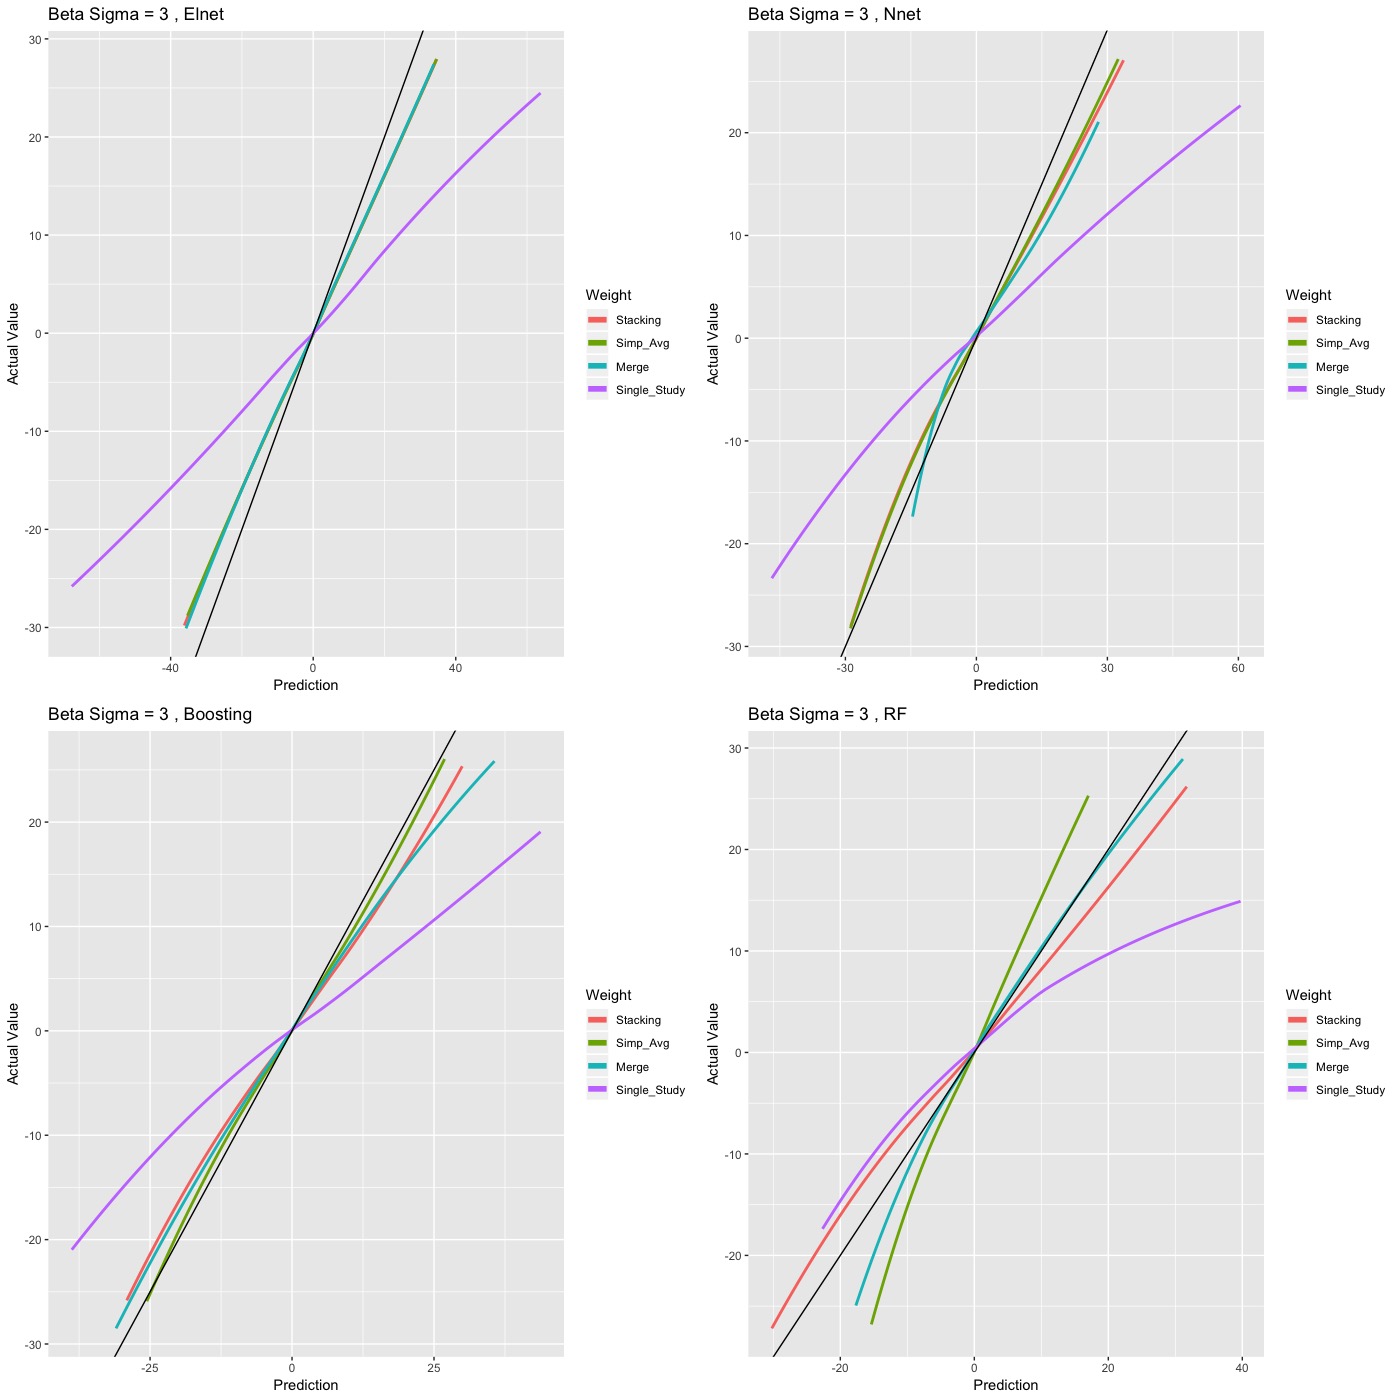 Beta Sigma = 3 , Elnet
30
20
10
0
-10
-20
-30
-40
0
40
Actual Value
Prediction
Weight
Stacking
Simp_Avg
Merge
Single_Study
Beta Sigma = 3 , Nnet
20
10
0
-10
-20
-30
-30
0
30
60
Actual Value
Prediction
Weight
Stacking
Simp_Avg
Merge
Single_Study
Beta Sigma = 3 , Boosting
20
10
0
-10
-20
-30
-25
0
25
Actual Value
Prediction
Weight
Stacking
Simp_Avg
Merge
Single_Study
Beta Sigma = 3 , RF
30
20
10
0
-10
-20
-20
0
20
40
Actual Value
Prediction
Weight
Stacking
Simp_Avg
Merge
Single_Study